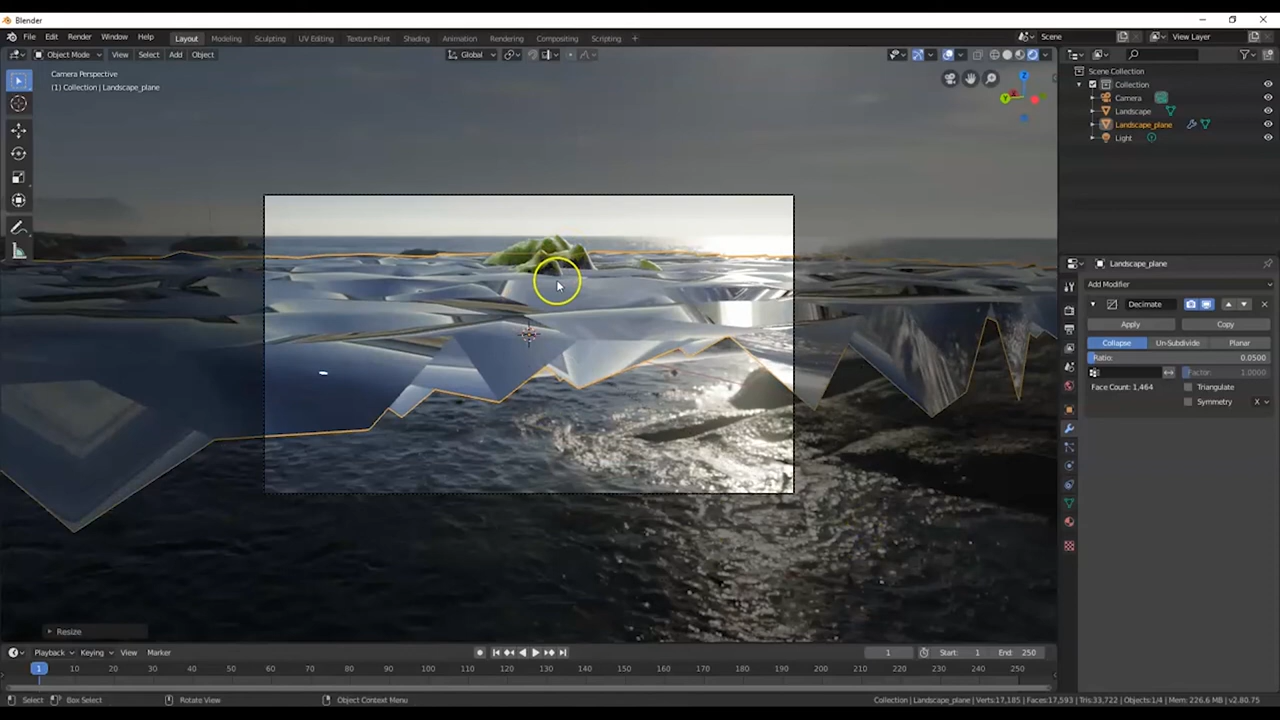 Blender
File Edit Render Window Help Layout Modeling Sculpting UV Editing Texture Paint Shading Animation Rendering Compositing Scripting + Scene View Layer
Object Mode View Select Add Object Global
Camera Perspective
(1) Collection | Landscape_plane
Scene Collection
Collection
Camera
Landscape
Landscape_plane
Light
Landscape_plane
Add Modifier
Decimate
Apply Copy
Collapse Un-Subdivide Planar
Ratio: 0.0500
Factor: 1.0000
Face Count: 1,464 Triangulate
Symmetry X
Resize
Playback Keying View Marker 1 Start: 1 End: 250
1 10 20 30 40 50 60 70 80 90 100 110 120 130 140 150 160 170 180 190 200 210 220 230 240 250
Select Box Select Rotate View Object Context Menu Collection | Landscape_plane | Verts:17,185 | Faces:17,593 | Tris:33,722 | Objects:1/4 | Mem: 226.6 MB | v2.80.75